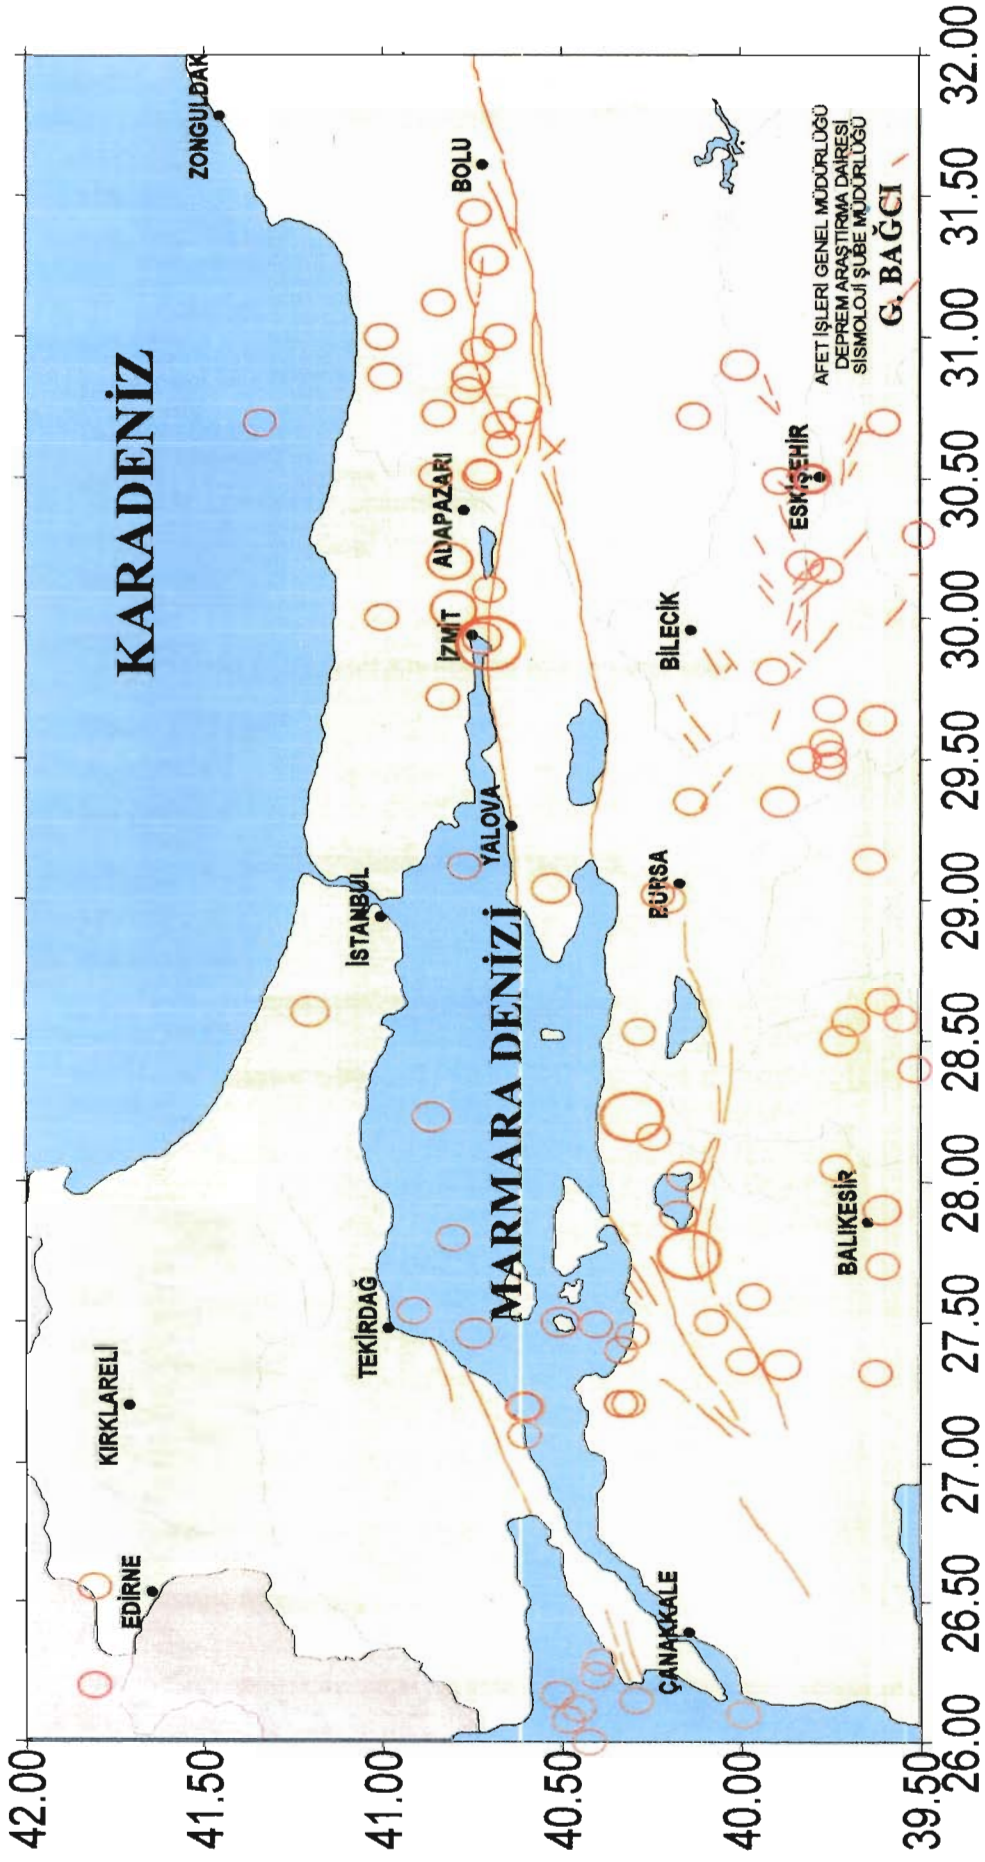 KARADENİZ
MARMARA DENİZİ
ZONGULDAK
BOLU
ADAPAZARI
İZMİT
YALOVA
İSTANBUL
TEKİRDAĞ
KIRKLARELİ
EDİRNE
ÇANAKKALE
BALIKESİR
BURSA
BİLECİK
ESKİŞEHİR
AFET İŞLERİ GENEL MÜDÜRLÜĞÜ
DEPREM ARAŞTIRMA DAİRESİ
SİSMOLOJİ ŞUBE MÜDÜRLÜĞÜ
G. BAĞCI
42.00
41.50
41.00
40.50
40.00
39.50
26.00
26.50
27.00
27.50
28.00
28.50
29.00
29.50
30.00
30.50
31.00
31.50
32.00